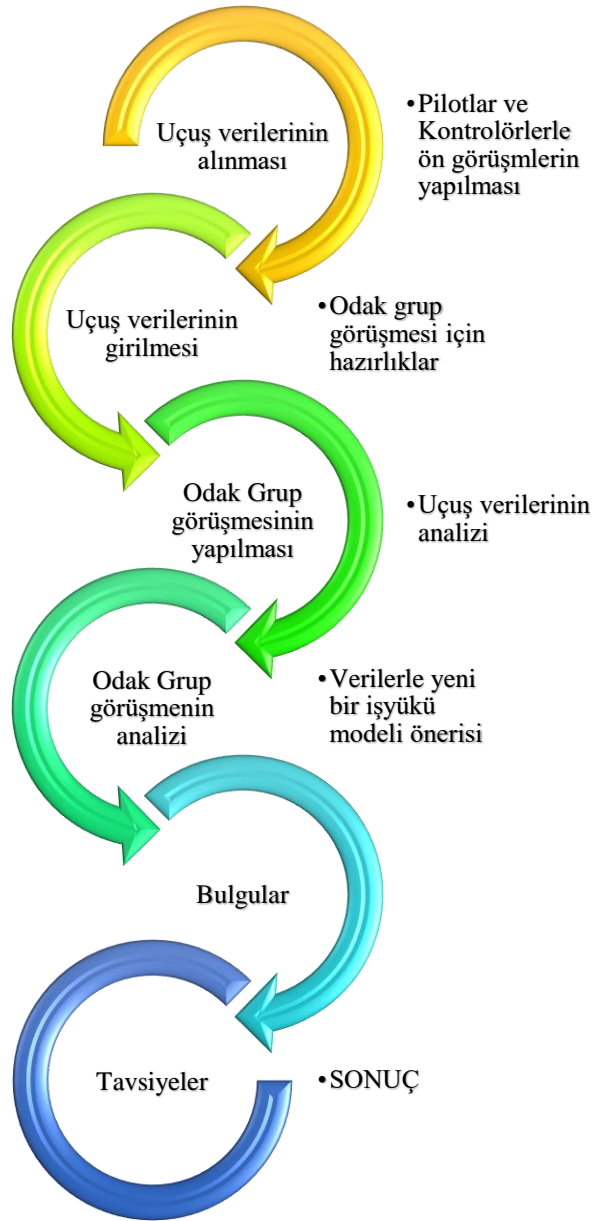 Uçuş verilerinin
alınması
•Pilotlar ve
Kontrolörlerle
ön görüşmlerin
yapılması
Uçuş verilerinin
girilmesi
•Odak grup
görüşmesi için
hazırlıklar
Odak Grup
görüşmesinin
yapılması
•Uçuş verilerinin
analizi
Odak Grup
görüşmenin
analizi
•Verilerle yeni
bir işyükü
modeli önerisi
Bulgular
Tavsiyeler
•SONUÇ